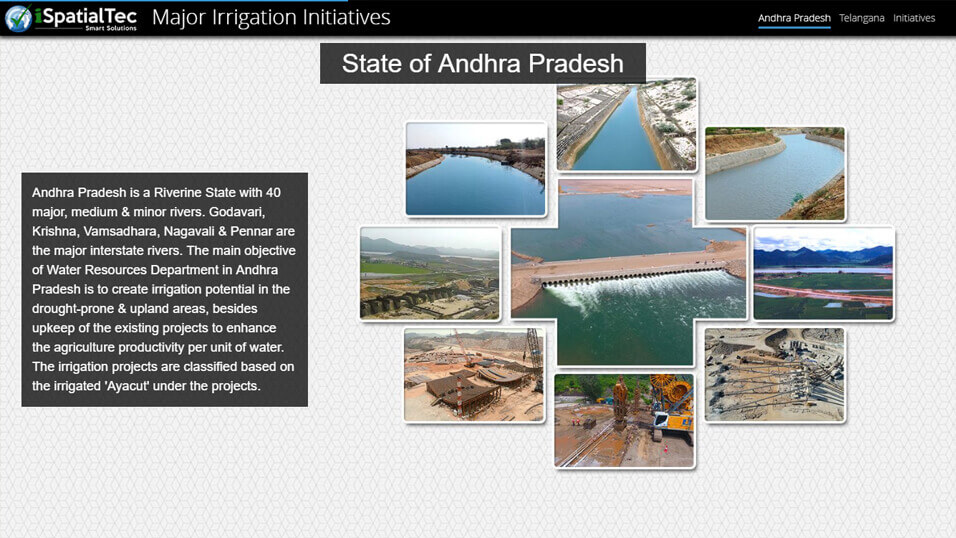 iSpatialTec
Smart Solutions
Major Irrigation Initiatives
Andhra Pradesh
Telangana
Initiatives
State of Andhra Pradesh
Andhra Pradesh is a Riverine State with 40
major, medium & minor rivers. Godavari,
Krishna, Vamsadhara, Nagavali & Pennar are
the major interstate rivers. The main objective
of Water Resources Department in Andhra
Pradesh is to create irrigation potential in the
drought-prone & upland areas, besides
upkeep of the existing projects to enhance
the agriculture productivity per unit of water.
The irrigation projects are classified based on
the irrigated 'Ayacut' under the projects.